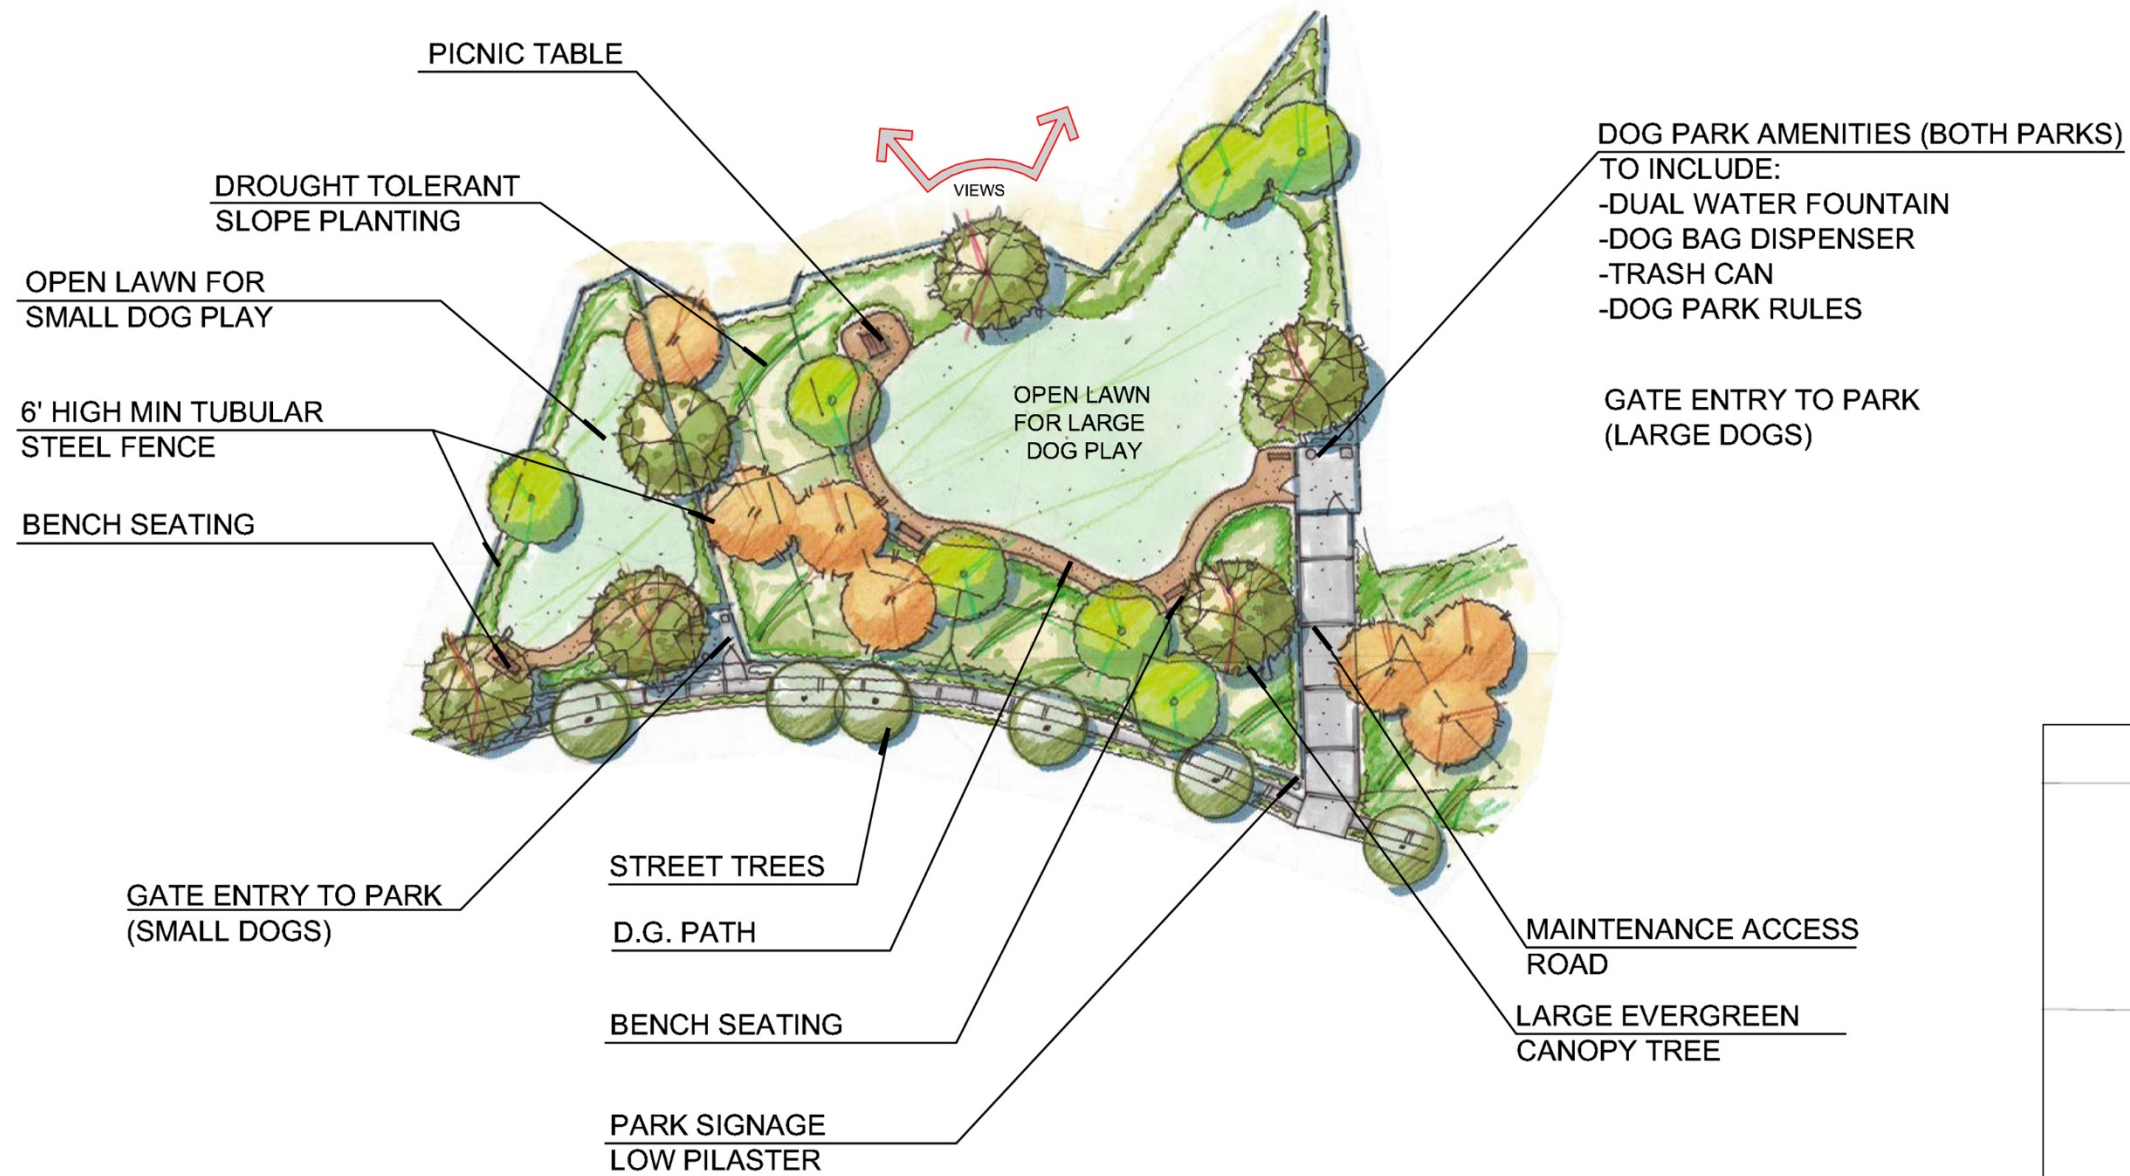 PICNIC TABLE
DROUGHT TOLERANT
SLOPE PLANTING
OPEN LAWN FOR
SMALL DOG PLAY
6' HIGH MIN TUBULAR
STEEL FENCE
BENCH SEATING
GATE ENTRY TO PARK
(SMALL DOGS)
VIEWS
OPEN LAWN
FOR LARGE
DOG PLAY
STREET TREES
D.G. PATH
BENCH SEATING
PARK SIGNAGE
LOW PILASTER
DOG PARK AMENITIES (BOTH PARKS)
TO INCLUDE:
-DUAL WATER FOUNTAIN
-DOG BAG DISPENSER
-TRASH CAN
-DOG PARK RULES
GATE ENTRY TO PARK
(LARGE DOGS)
MAINTENANCE ACCESS
ROAD
LARGE EVERGREEN
CANOPY TREE